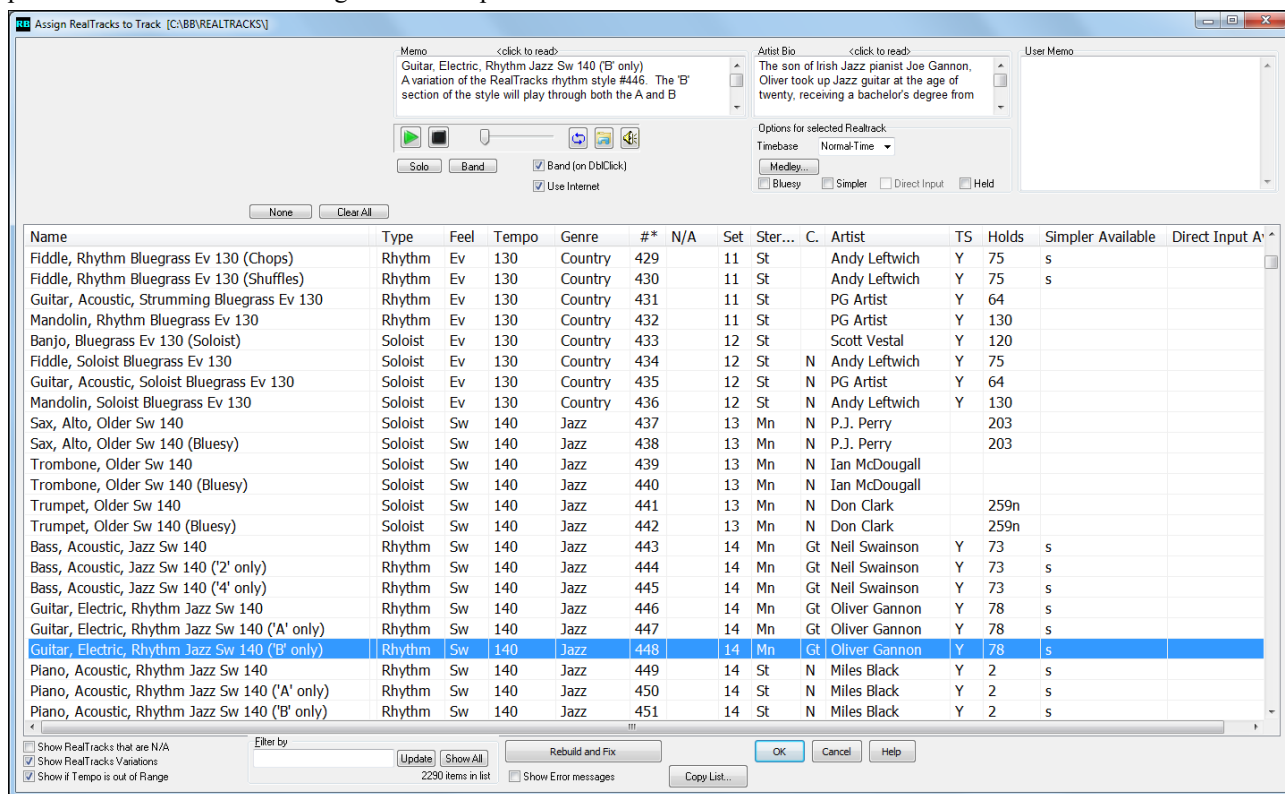 RB Assign RealTracks to Track [C:\BB\REALTRACKS\]
Memo <click to read>
Guitar, Electric, Rhythm Jazz Sw 140 ('B' only)
A variation of the RealTracks rhythm style #446. The 'B'
section of the style will play through both the A and B
Artist Bio <click to read>
The son of Irish Jazz pianist Joe Gannon,
Oliver took up Jazz guitar at the age of
twenty, receiving a bachelor's degree from
User Memo
Solo Band Band (on DblClick)
Use Internet
Options for selected Realtrack
Timebase Normal-Time
Medley...
Bluesy Simpler Direct Input Held
None Clear All
Name Type Feel Tempo Genre #* N/A Set Ster... C. Artist TS Holds Simpler Available Direct Input A
Fiddle, Rhythm Bluegrass Ev 130 (Chops) Rhythm Ev 130 Country 429 11 St Andy Leftwich Y 75 s
Fiddle, Rhythm Bluegrass Ev 130 (Shuffles) Rhythm Ev 130 Country 430 11 St Andy Leftwich Y 75 s
Guitar, Acoustic, Strumming Bluegrass Ev 130 Rhythm Ev 130 Country 431 11 St PG Artist Y 64
Mandolin, Rhythm Bluegrass Ev 130 Rhythm Ev 130 Country 432 11 St PG Artist Y 130
Banjo, Bluegrass Ev 130 (Soloist) Soloist Ev 130 Country 433 12 St Scott Vestal Y 120
Fiddle, Soloist Bluegrass Ev 130 Soloist Ev 130 Country 434 12 St N Andy Leftwich Y 75
Guitar, Acoustic, Soloist Bluegrass Ev 130 Soloist Ev 130 Country 435 12 St N PG Artist Y 64
Mandolin, Soloist Bluegrass Ev 130 Soloist Ev 130 Country 436 12 St N Andy Leftwich Y 130
Sax, Alto, Older Sw 140 Soloist Sw 140 Jazz 437 13 Mn N P.J. Perry 203
Sax, Alto, Older Sw 140 (Bluesy) Soloist Sw 140 Jazz 438 13 Mn N P.J. Perry 203
Trombone, Older Sw 140 Soloist Sw 140 Jazz 439 13 Mn N Ian McDougall
Trombone, Older Sw 140 (Bluesy) Soloist Sw 140 Jazz 440 13 Mn N Ian McDougall
Trumpet, Older Sw 140 Soloist Sw 140 Jazz 441 13 Mn N Don Clark 259n
Trumpet, Older Sw 140 (Bluesy) Soloist Sw 140 Jazz 442 13 Mn N Don Clark 259n
Bass, Acoustic, Jazz Sw 140 Rhythm Sw 140 Jazz 443 14 Mn Gt Neil Swainson Y 73 s
Bass, Acoustic, Jazz Sw 140 ('2' only) Rhythm Sw 140 Jazz 444 14 Mn Gt Neil Swainson Y 73 s
Bass, Acoustic, Jazz Sw 140 ('4' only) Rhythm Sw 140 Jazz 445 14 Mn Gt Neil Swainson Y 73 s
Guitar, Electric, Rhythm Jazz Sw 140 Rhythm Sw 140 Jazz 446 14 Mn Gt Oliver Gannon Y 78 s
Guitar, Electric, Rhythm Jazz Sw 140 ('A' only) Rhythm Sw 140 Jazz 447 14 Mn Gt Oliver Gannon Y 78 s
Guitar, Electric, Rhythm Jazz Sw 140 ('B' only) Rhythm Sw 140 Jazz 448 14 Mn Gt Oliver Gannon Y 78 s
Piano, Acoustic, Rhythm Jazz Sw 140 Rhythm Sw 140 Jazz 449 14 St N Miles Black Y 2 s
Piano, Acoustic, Rhythm Jazz Sw 140 ('A' only) Rhythm Sw 140 Jazz 450 14 St N Miles Black Y 2 s
Piano, Acoustic, Rhythm Jazz Sw 140 ('B' only) Rhythm Sw 140 Jazz 451 14 St N Miles Black Y 2 s
Show RealTracks that are N/A
Show RealTracks Variations
Show if Tempo is out of Range
Filter by
Update Show All
2290 items in list
Rebuild and Fix
Show Error messages
Copy List...
OK Cancel Help